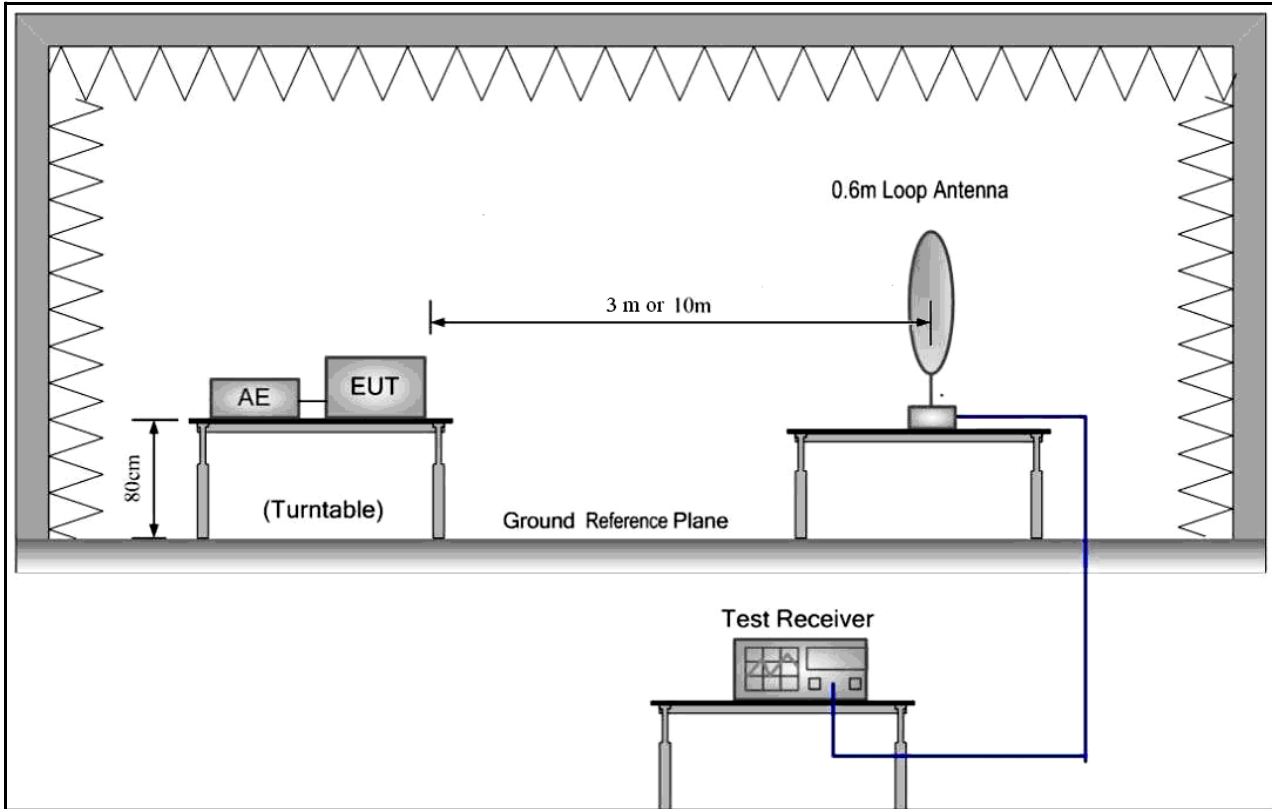 0.6m Loop Antenna
3 m or 10m
AE
EUT
80cm
(Turntable)
Ground Reference Plane
Test Receiver